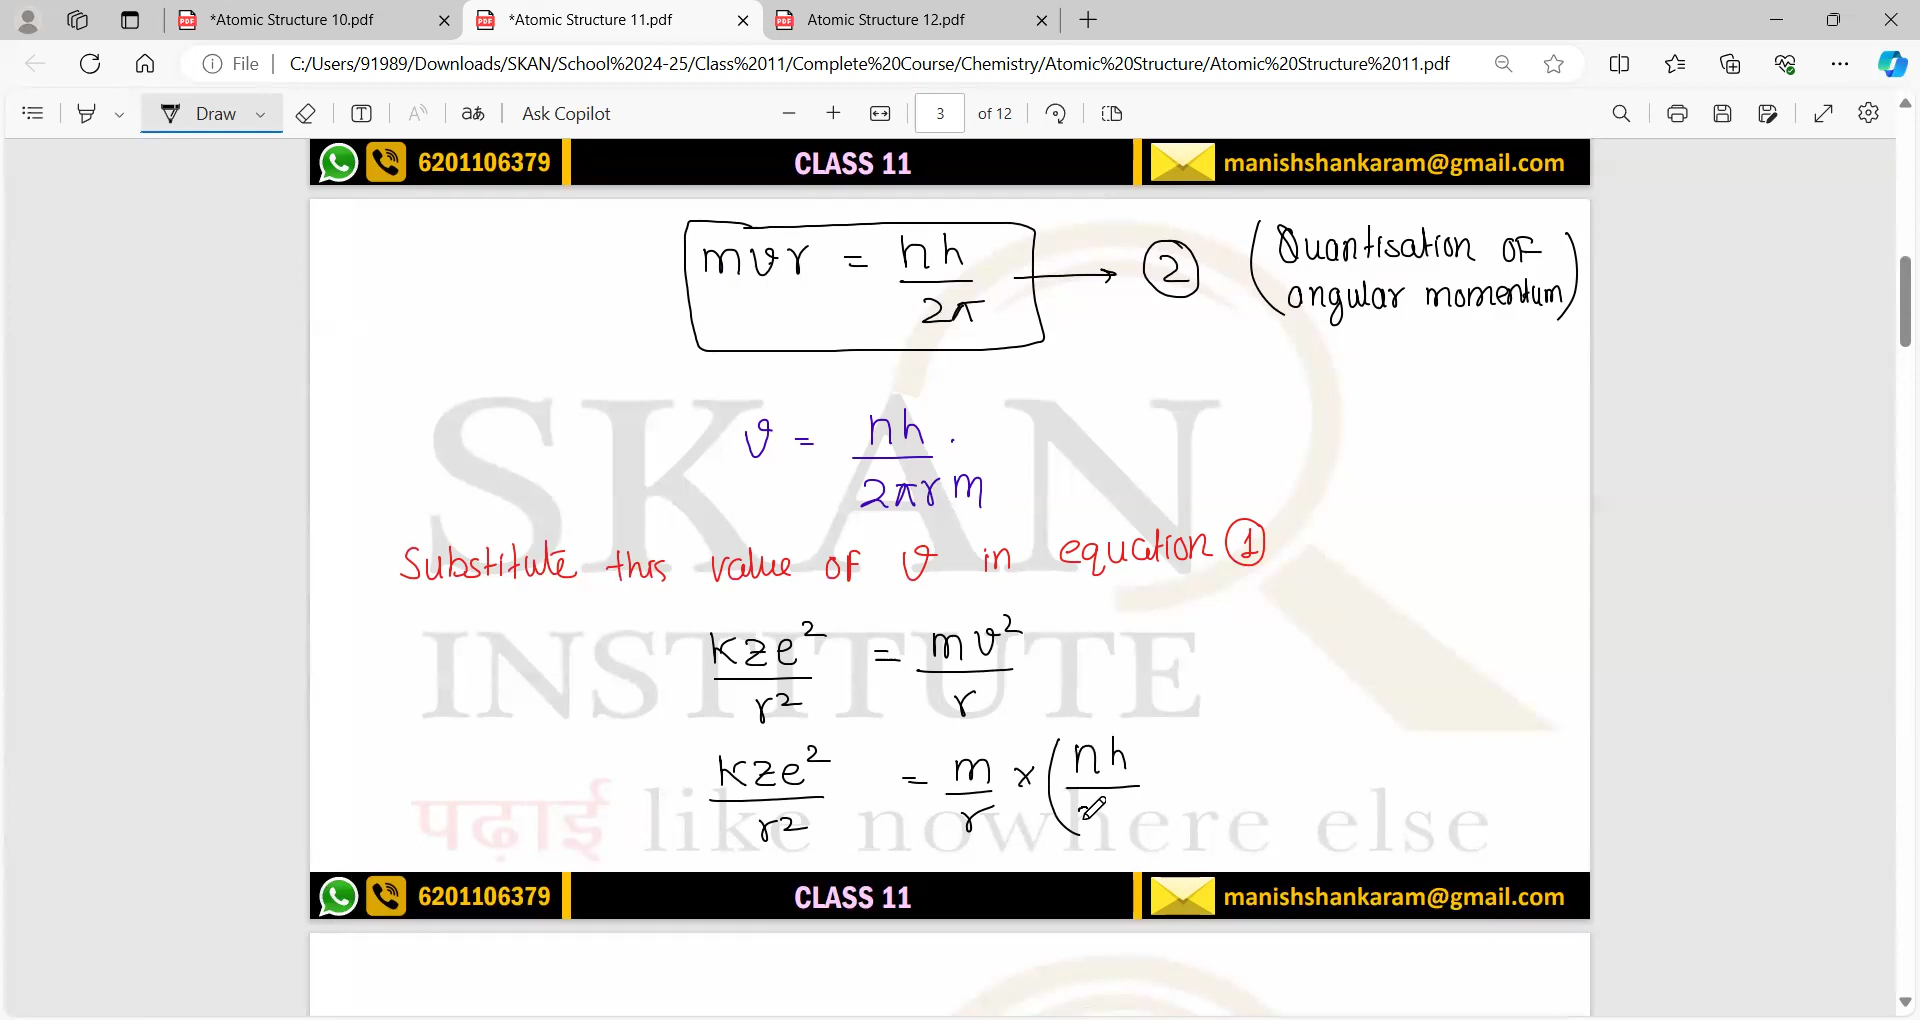 *Atomic Structure 10.pdf
*Atomic Structure 11.pdf
Atomic Structure 12.pdf
File
C:/Users/91989/Downloads/SKAN/School%2024-25/Class%2011/Complete%20Course/Chemistry/Atomic%20Structure/Atomic%20Structure%2011.pdf
Draw
Ask Copilot
3 of 12
6201106379 CLASS 11 manishshankaram@gmail.com
mvr = nh/2π → ② (Quantisation of
angular momentum)
v = nh/2πrm
Substitute this value of v in equation ①
kze²/r² = mv²/r
kze²/r² = m/r × (nh/2
SKAN
INSTITUTE
पढ़ाई like nowhere else
6201106379 CLASS 11 manishshankaram@gmail.com